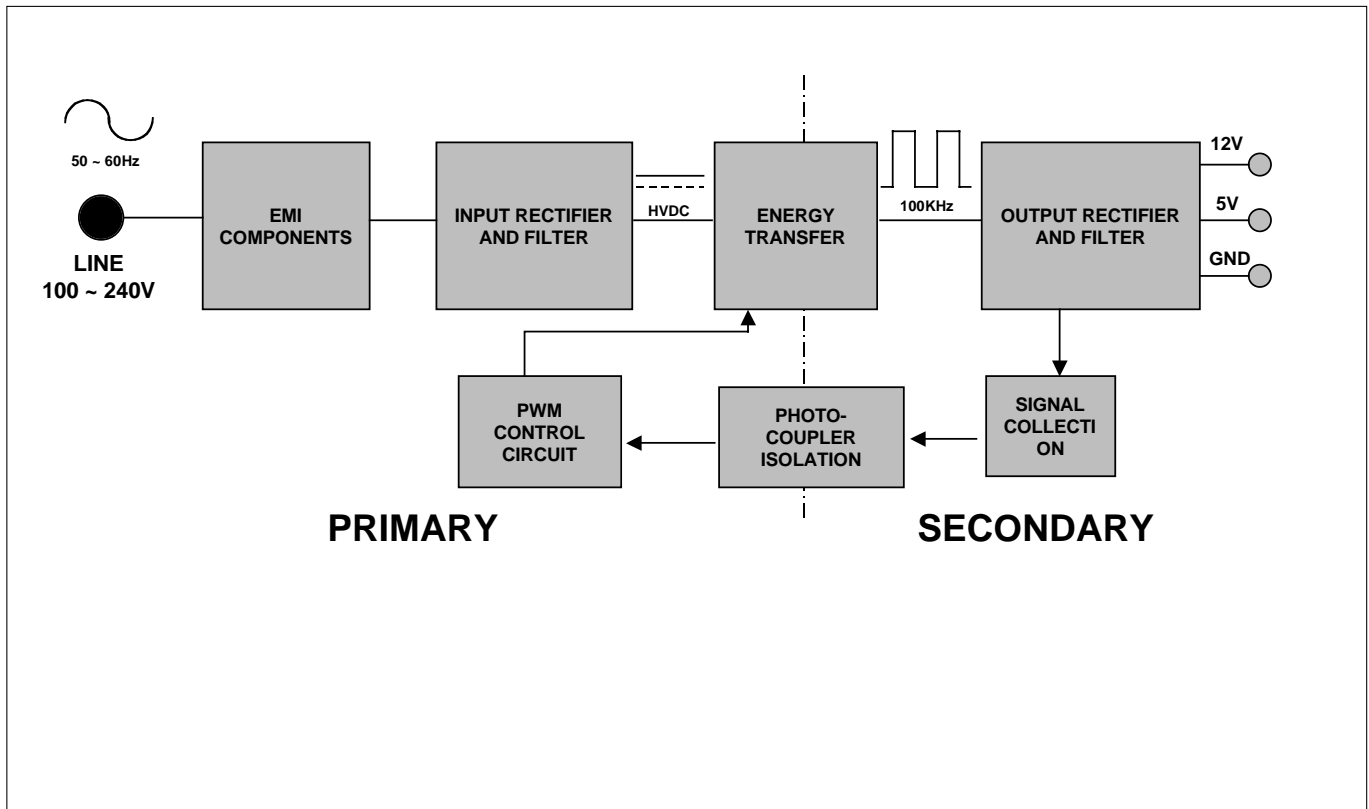 50 ~ 60Hz
LINE
100 ~ 240V
EMI
COMPONENTS
INPUT RECTIFIER
AND FILTER
HVDC
ENERGY
TRANSFER
100KHz
OUTPUT RECTIFIER
AND FILTER
12V
5V
GND
PWM
CONTROL
CIRCUIT
PHOTO-
COUPLER
ISOLATION
SIGNAL
COLLECTI
ON
PRIMARY
SECONDARY